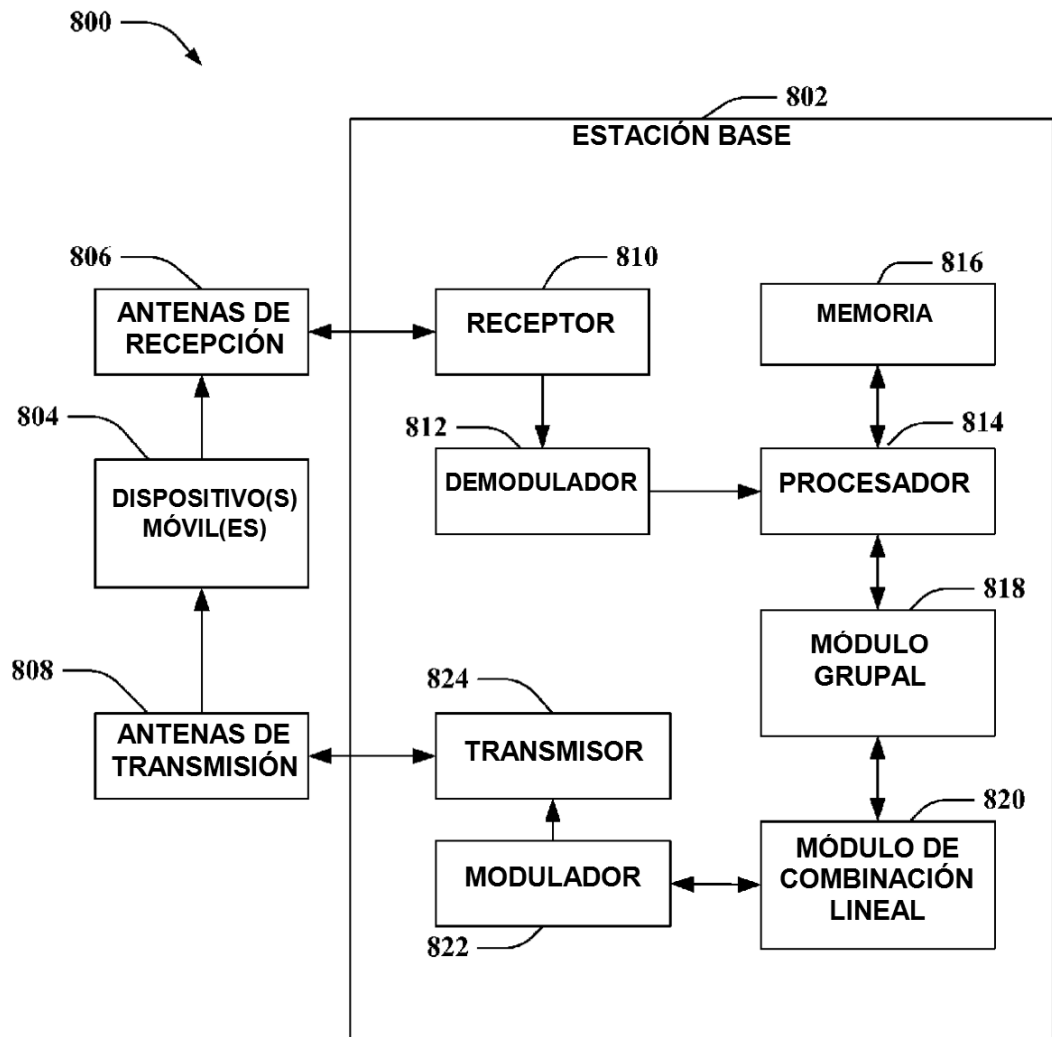 800
802
ESTACIÓN BASE
806
810
816
ANTENAS DE
RECEPCIÓN
RECEPTOR
MEMORIA
804
812
814
DISPOSITIVO(S)
MÓVIL(ES)
DEMODULADOR
PROCESADOR
818
MÓDULO
GRUPAL
808
824
ANTENAS DE
TRANSMISIÓN
TRANSMISOR
820
MODULADOR
MÓDULO DE
COMBINACIÓN
LINEAL
822